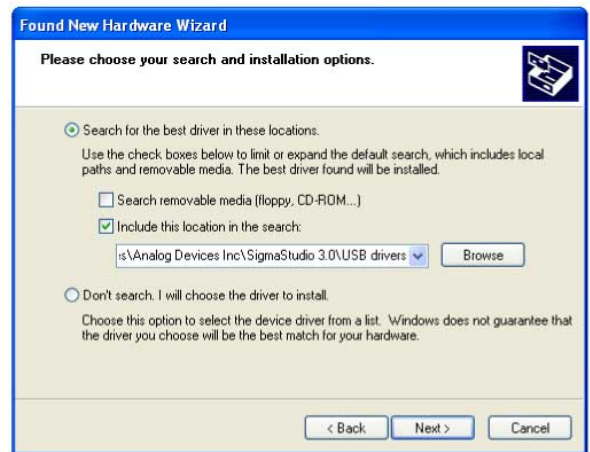 Found New Hardware Wizard
Please choose your search and installation options.
Search for the best driver in these locations.
Use the check boxes below to limit or expand the default search, which includes local
paths and removable media. The best driver found will be installed.
Search removable media (floppy, CD-ROM...)
Include this location in the search:
s\Analog Devices Inc\SigmaStudio 3.0\USB drivers
Browse
Don't search. I will choose the driver to install.
Choose this option to select the device driver from a list. Windows does not guarantee that
the driver you choose will be the best match for your hardware.
< Back
Next >
Cancel